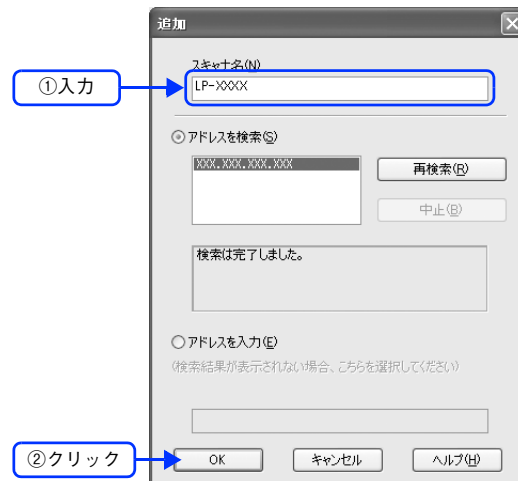 追加
スキャナ名(N)
①入力
LP-XXXX
アドレスを検索(S)
XXX.XXX.XXX.XXX
再検索(R)
中止(B)
検索は完了しました。
アドレスを入力(E)
(検索結果が表示されない場合、こちらを選択してください)
②クリック
OK
キャンセル
ヘルプ(H)